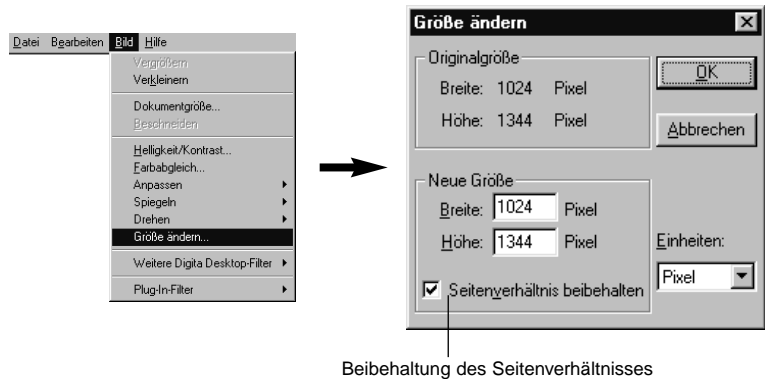 Datei Bearbeiten Bild Hilfe
Vergrößern
Verkleinern
Dokumentgröße...
Beschneiden
Helligkeit/Kontrast...
Farbabgleich...
Anpassen
Spiegeln
Drehen
Größe ändern...
Weitere Digita Desktop-Filter
Plug-In-Filter
Größe ändern
Originalgröße
Breite: 1024 Pixel
Höhe: 1344 Pixel
OK
Abbrechen
Neue Größe
Breite: 1024 Pixel
Höhe: 1344 Pixel
Seitenverhältnis beibehalten
Einheiten:
Pixel
Beibehaltung des Seitenverhältnisses